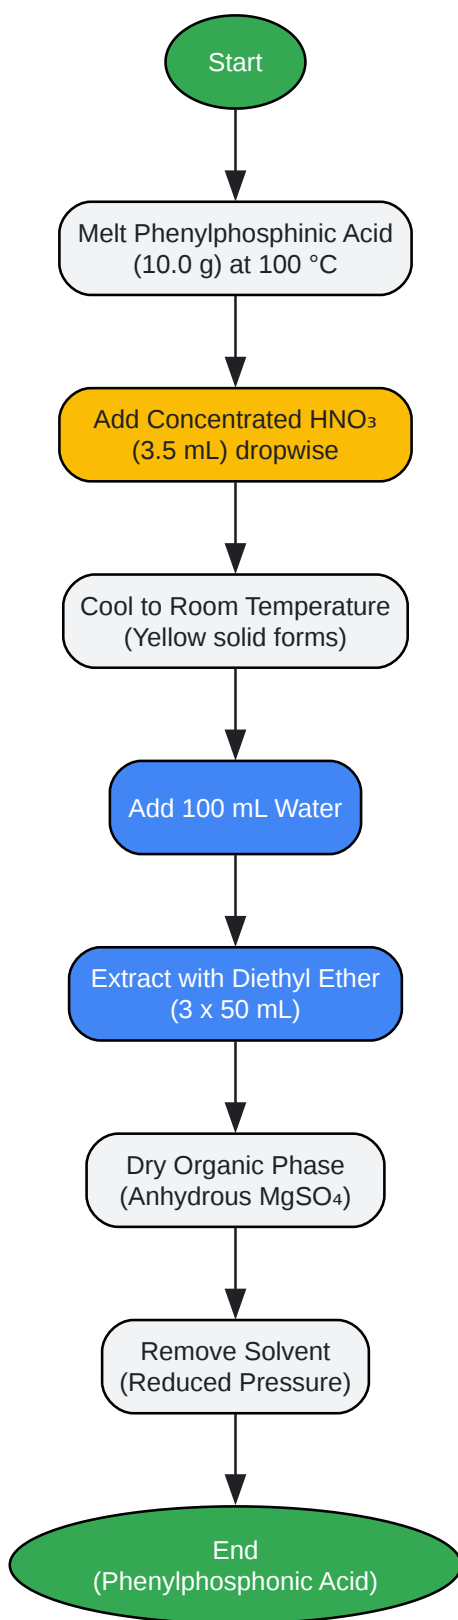 Start
Melt Phenylphosphinic Acid
(10.0 g) at 100 °C
Add Concentrated HNO₃
(3.5 mL) dropwise
Cool to Room Temperature
(Yellow solid forms)
Add 100 mL Water
Extract with Diethyl Ether
(3 x 50 mL)
Dry Organic Phase
(Anhydrous MgSO₄)
Remove Solvent
(Reduced Pressure)
End
(Phenylphosphonic Acid)